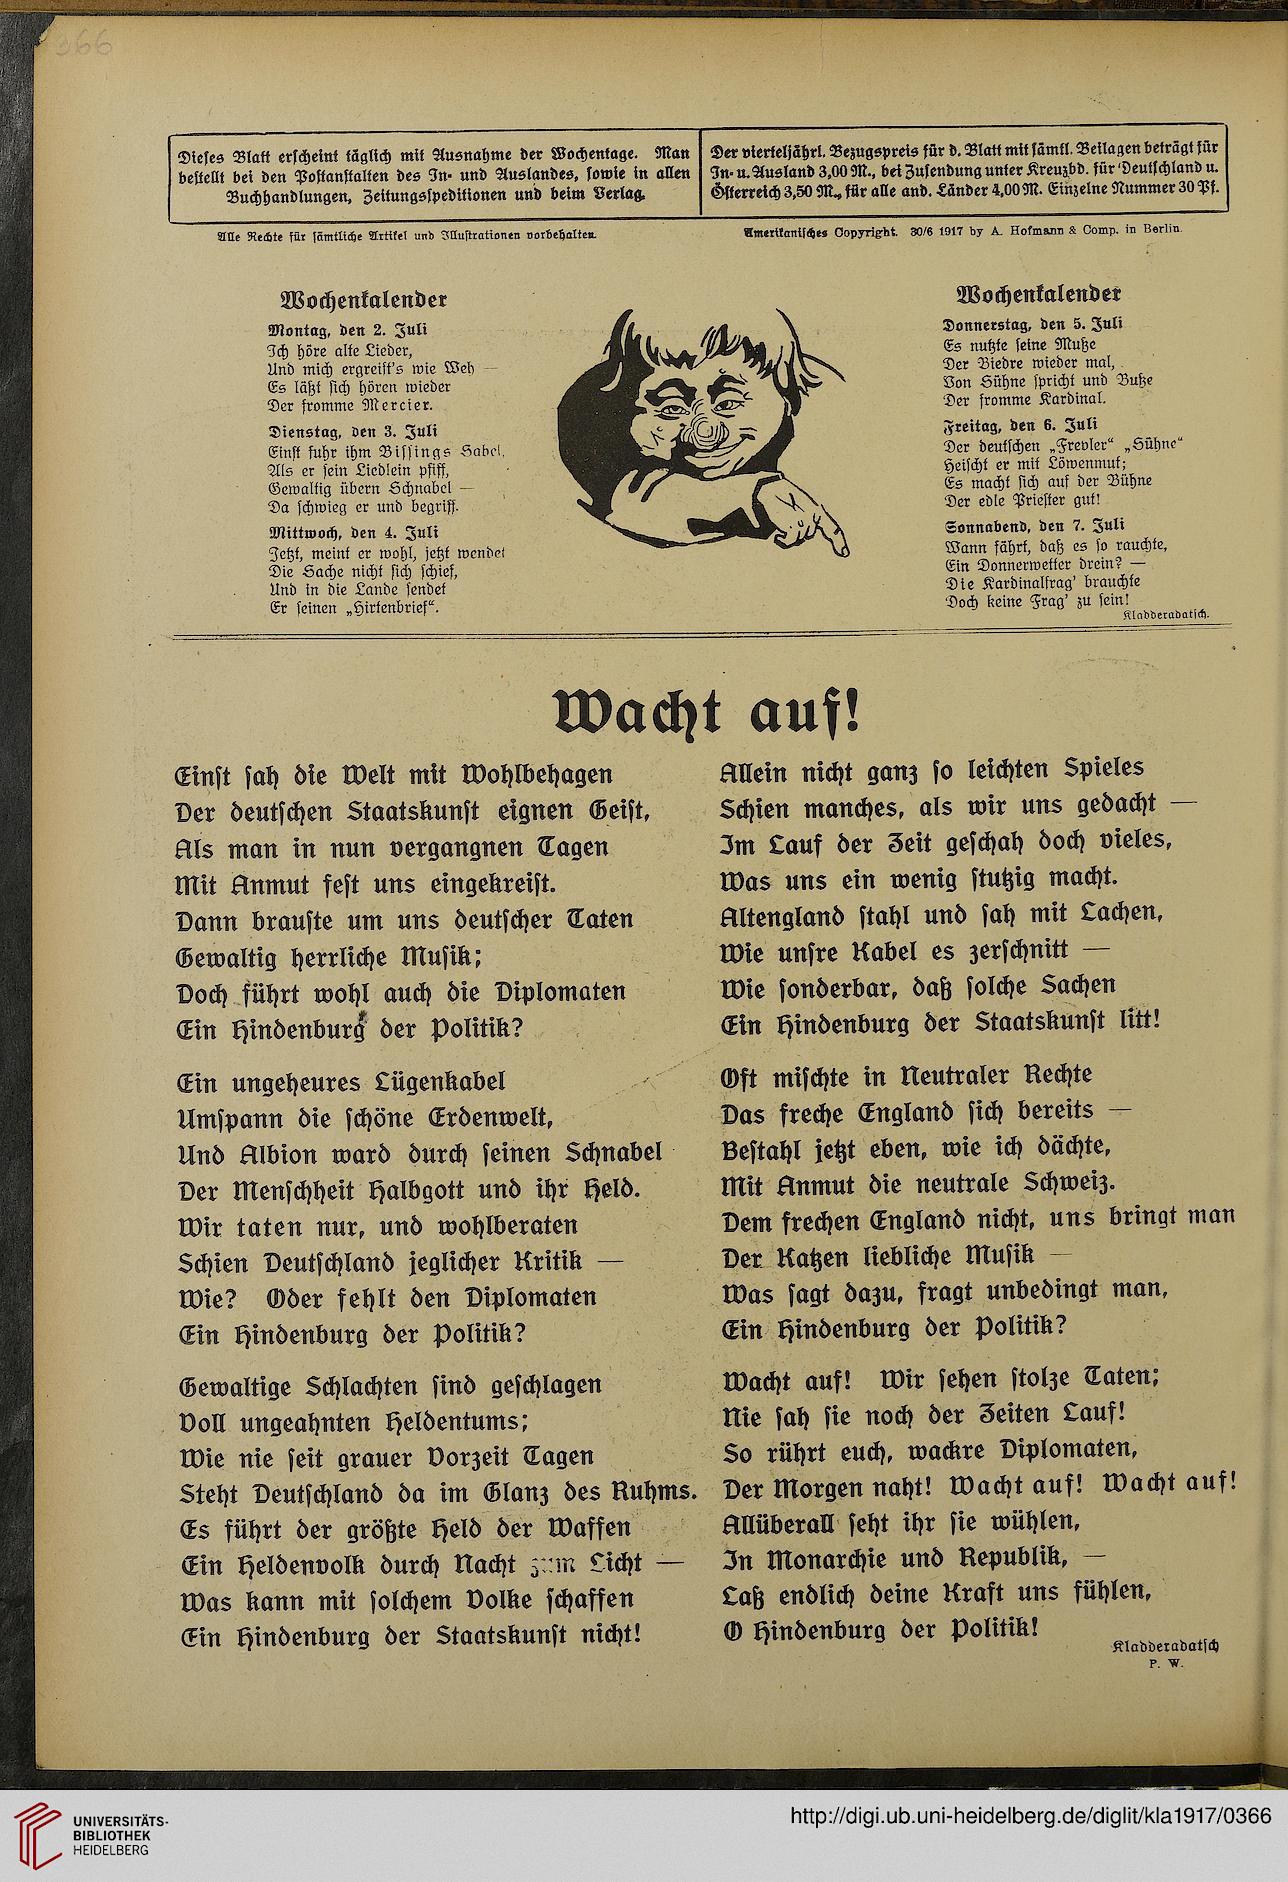 366
Dieses Blatt erscheint täglich mit Ausnahme der Wochentage. Man
bestellt bei den Postanstalten des In- und Auslandes, sowie in allen
Buchhandlungen, Zeitungsspeditionen und beim Verlag.
Der vierteljährl. Bezugspreis für d. Blatt mit sämtl. Beilagen beträgt für
In- u. Ausland 3,00 M., bei Zusendung unter Kreuzbd. für Deutschland u.
Österreich 3,50 M., für alle and. Länder 4,00 M. Einzelne Nummer 30 Pf.
Alle Rechte für sämtliche Artikel und Illustrationen vorbehalten.
Amerikanisches Copyright. 30/6 1917 by A. Hofmann & Comp. in Berlin.
Wochenkalender
Montag, den 2. Juli
Ich höre alte Lieder,
Und mich ergreift's wie Weh —
Es läßt sich hören wieder
Der fromme Mercier.
Dienstag, den 3. Juli
Einst fuhr ihm Bissings Sabel,
Als er sein Liedlein pfiff,
Gewaltig übern Schnabel —
Da schwieg er und begriff.
Mittwoch, den 4. Juli
Jetzt, meint er wohl, jetzt wendet
Die Sache nicht sich schief,
Und in die Lande sendet
Er seinen „Hirtenbrief“.
Wochenkalender
Donnerstag, den 5. Juli
Es nutzte seine Muße
Der Biedre wieder mal,
Von Sühne spricht und Buße
Der fromme Kardinal.
Freitag, den 6. Juli
Der deutschen „Frevler“ „Sühne“
Heischt er mit Löwenmut;
Es macht sich auf der Bühne
Der edle Priester gut!
Sonnabend, den 7. Juli
Wann fährt, daß es so rauchte,
Ein Donnerwetter drein? —
Die Kardinalfrag' brauchte
Doch keine Frag' zu sein!
Kladderadatsch.
Wacht auf!
Einst sah die Welt mit Wohlbehagen
Der deutschen Staatskunst eignen Geist,
Als man in nun vergangnen Tagen
Mit Anmut fest uns eingekreist.
Dann brauste um uns deutscher Taten
Gewaltig herrliche Musik;
Doch führt wohl auch die Diplomaten
Ein Hindenburg der Politik?
Ein ungeheures Lügenkabel
Umspann die schöne Erdenwelt,
Und Albion ward durch seinen Schnabel
Der Menschheit Halbgott und ihr Held.
Wir taten nur, und wohlberaten
Schien Deutschland jeglicher Kritik —
Wie? Oder fehlt den Diplomaten
Ein Hindenburg der Politik?
Gewaltige Schlachten sind geschlagen
Voll ungeahnten Heldentums;
Wie nie seit grauer Vorzeit Tagen
Steht Deutschland da im Glanz des Ruhms.
Es führt der größte Held der Waffen
Ein Heldenvolk durch Nacht zum Licht —
Was kann mit solchem Volke schaffen
Ein Hindenburg der Staatskunst nicht!
Allein nicht ganz so leichten Spieles
Schien manches, als wir uns gedacht —
Im Lauf der Zeit geschah doch vieles,
Was uns ein wenig stutzig macht.
Altengland stahl und sah mit Lachen,
Wie unsre Kabel es zerschnitt —
Wie sonderbar, daß solche Sachen
Ein Hindenburg der Staatskunst litt!
Oft mischte in Neutraler Rechte
Das freche England sich bereits —
Bestahl jetzt eben, wie ich dächte,
Mit Anmut die neutrale Schweiz.
Dem frechen England nicht, uns bringt man
Der Katzen liebliche Musik —
Was sagt dazu, fragt unbedingt man,
Ein Hindenburg der Politik?
Wacht auf! Wir sehen stolze Taten;
Nie sah sie noch der Zeiten Lauf!
So rührt euch, wackre Diplomaten,
Der Morgen naht! Wacht auf! Wacht auf!
Allüberall seht ihr sie wühlen,
In Monarchie und Republik, —
Laß endlich deine Kraft uns fühlen,
O Hindenburg der Politik!
Kladderadatsch
P. W.
UNIVERSITÄTS-
BIBLIOTHEK
HEIDELBERG
http://digi.ub.uni-heidelberg.de/diglit/kla1917/0366